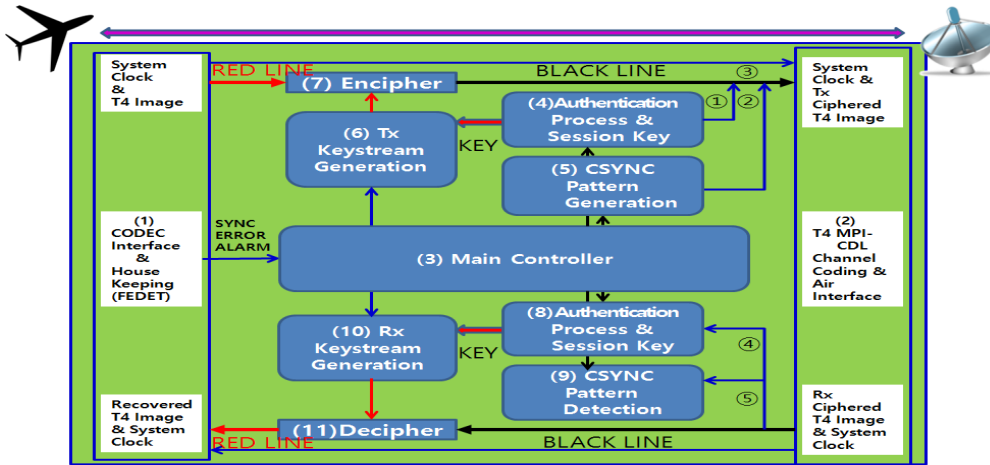 System
Clock
&
T4 Image
RED LINE
(7) Encipher
BLACK LINE
③
System
Clock &
Tx
Ciphered
T4 Image
①
②
(4)Authentication
Process &
Session Key
(6) Tx
Keystream
Generation
KEY
(5) CSYNC
Pattern
Generation
(1)
CODEC
Interface
&
House
Keeping
(FEDET)
SYNC
ERROR
ALARM
(3) Main Controller
(2)
T4 MPI-
CDL
Channel
Coding &
Air
Interface
(8)Authentication
Process &
Session Key
(10) Rx
Keystream
Generation
KEY
④
(9) CSYNC
Pattern
Detection
⑤
Recovered
T4 Image
& System
Clock
RED LINE
(11)Decipher
BLACK LINE
Rx
Ciphered
T4 Image
& System
Clock